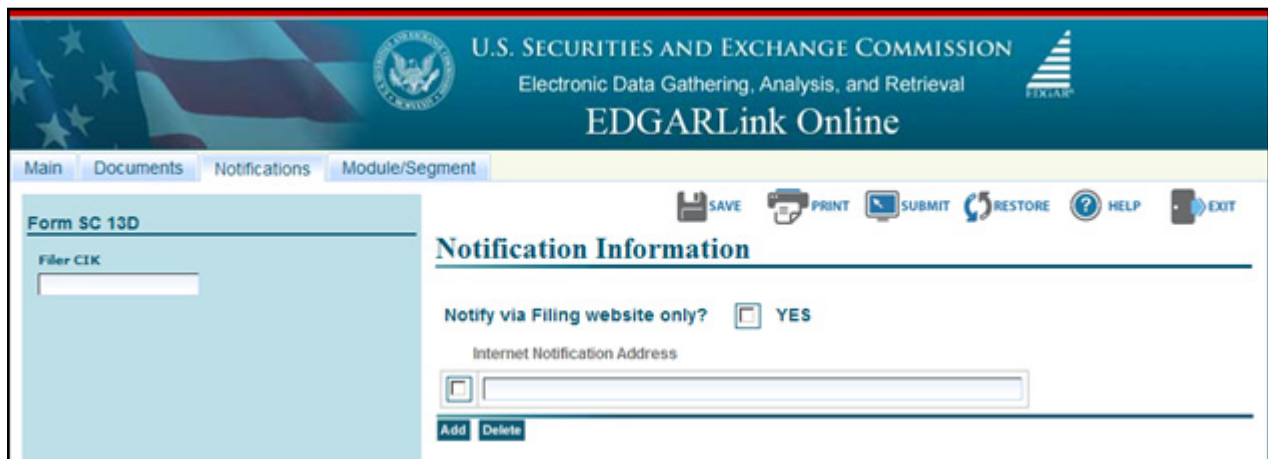 U.S. SECURITIES AND EXCHANGE COMMISSION
Electronic Data Gathering, Analysis, and Retrieval
EDGAR®
EDGARLink Online
Main Documents Notifications Module/Segment
SAVE PRINT SUBMIT RESTORE HELP EXIT
Form SC 13D
Notification Information
Filer CIK
Notify via Filing website only? YES
Internet Notification Address
Add Delete